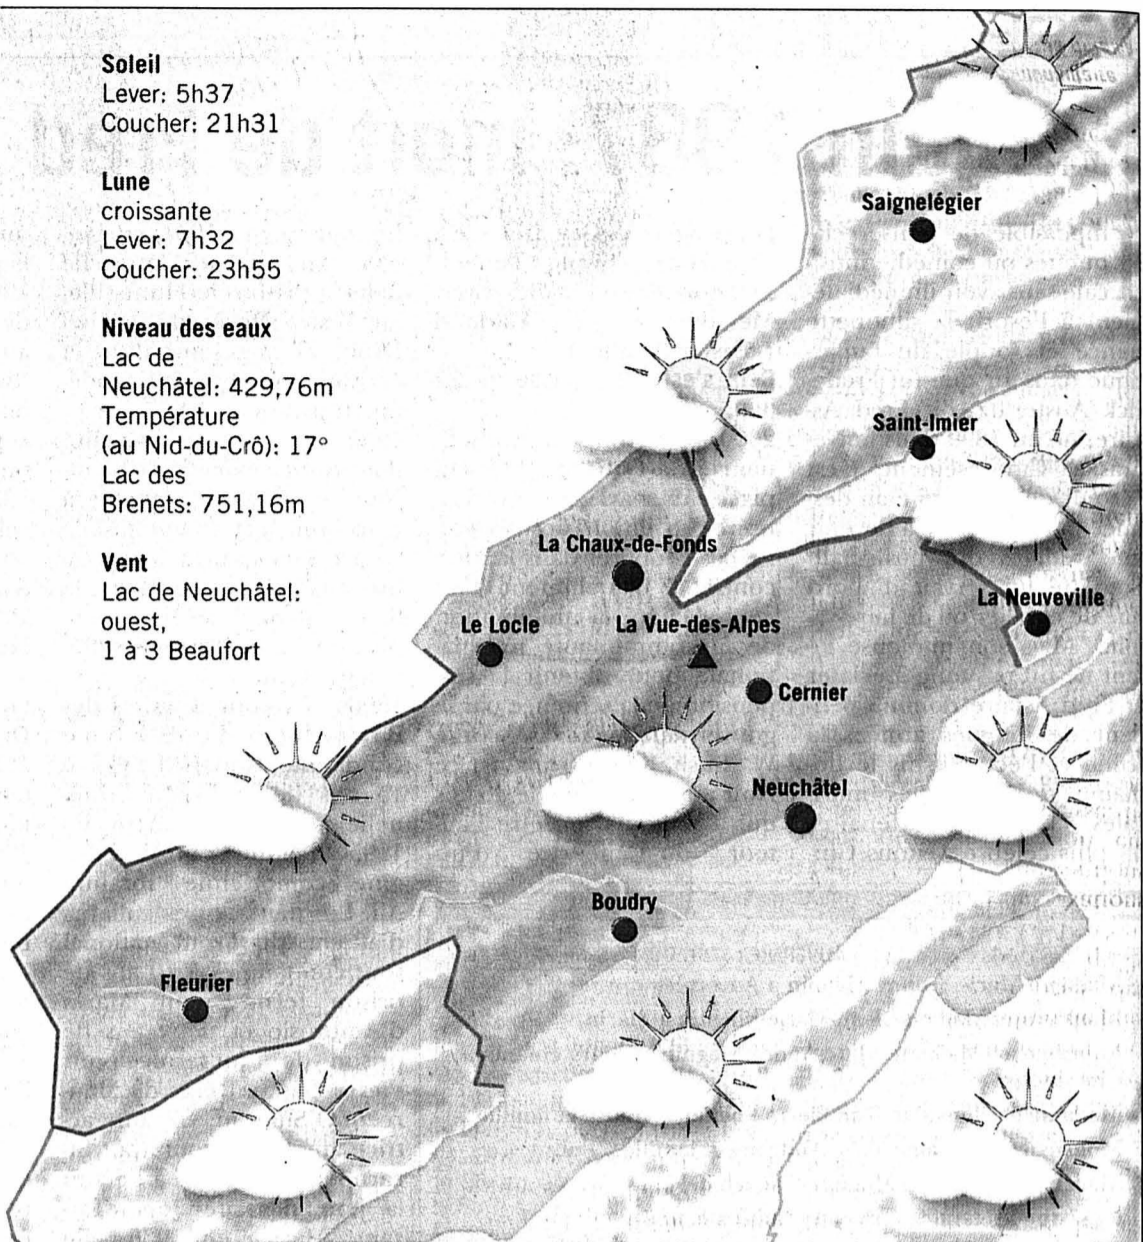 Soleil
Lever: 5h37
Coucher: 21h31
Lune
croissante
Lever: 7h32
Coucher: 23h55
Niveau des eaux
Lac de
Neuchâtel: 429,76m
Température
(au Nid-du-Crô): 17°
Lac des
Brenets: 751,16m
Vent
Lac de Neuchâtel:
ouest,
1 à 3 Beaufort
Saignelégier
Saint-Imier
La Chaux-de-Fonds
La Neuveville
Le Locle
La Vue-des-Alpes
Cernier
Neuchâtel
Boudry
Fleurier